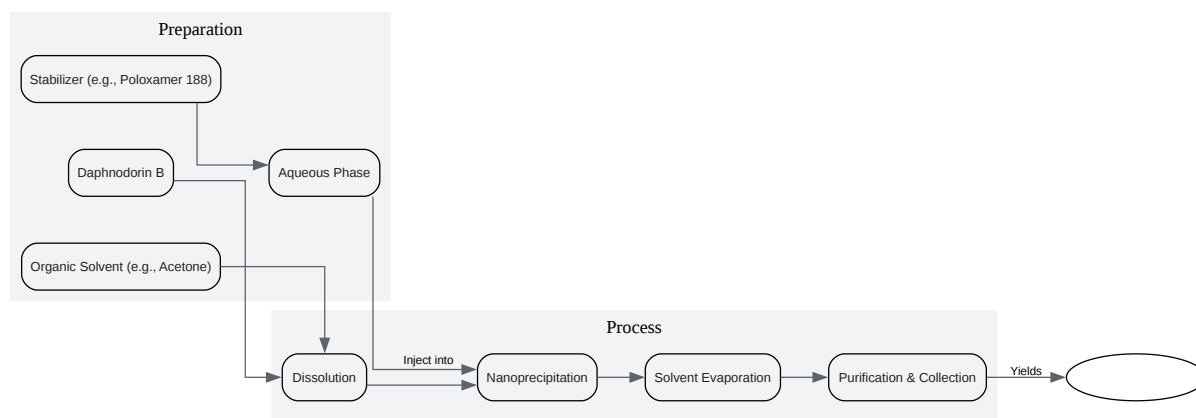 Preparation
Stabilizer (e.g., Poloxamer 188)
Daphnodorin B
Aqueous Phase
Organic Solvent (e.g., Acetone)
Process
Dissolution
Inject into
Nanoprecipitation
Solvent Evaporation
Purification & Collection
Yields